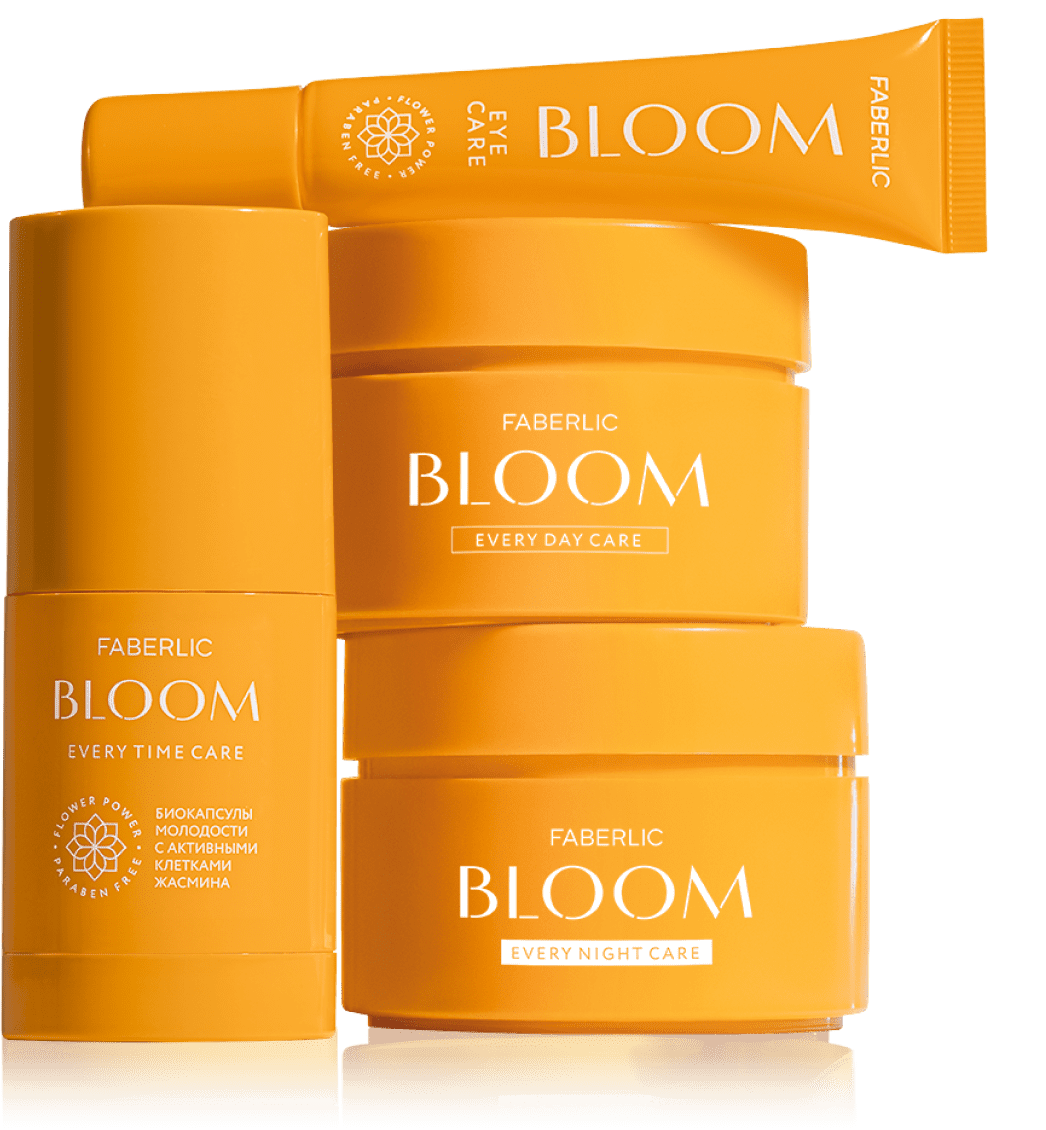 FLOWER POWER
PARABEN FREE
EYE
CARE
BLOOM
FABERLIC
FABERLIC
BLOOM
EVERY DAY CARE
FABERLIC
BLOOM
EVERY TIME CARE
FLOWER POWER
PARABEN FREE
БИОКАПСУЛЫ
МОЛОДОСТИ
С АКТИВНЫМИ
КЛЕТКАМИ
ЖАСМИНА
FABERLIC
BLOOM
EVERY NIGHT CARE